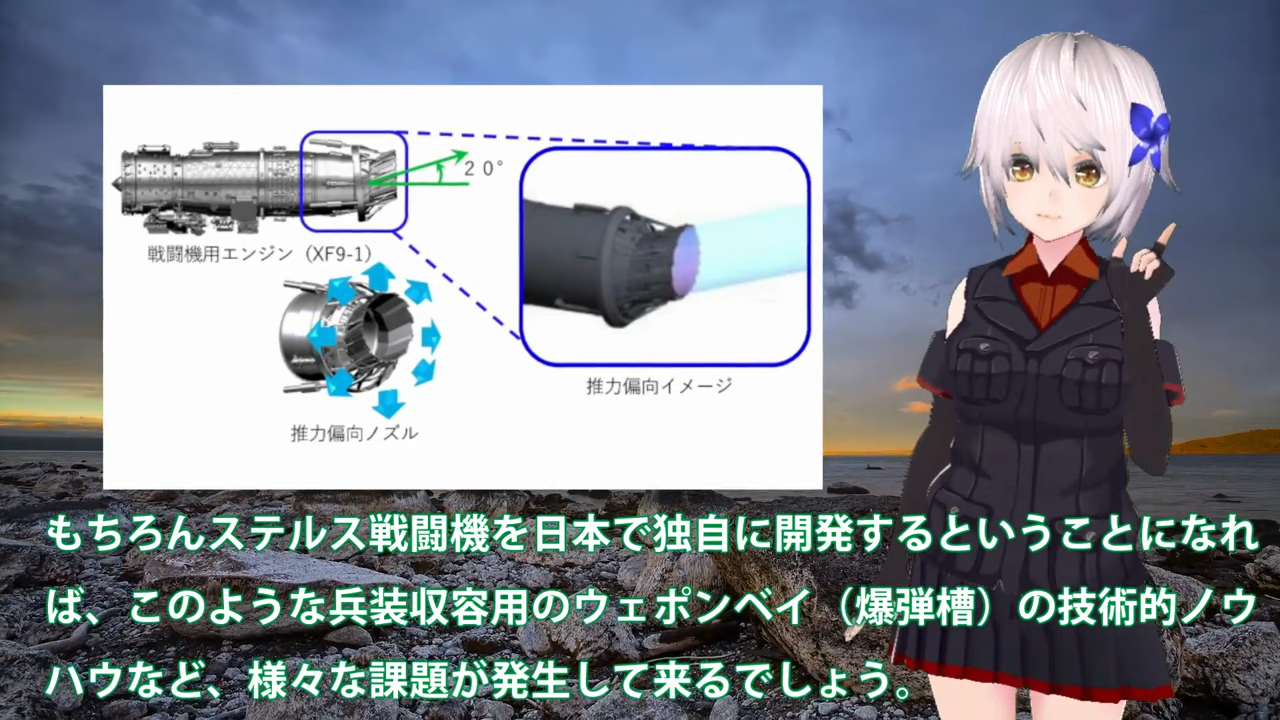 20°
戦闘機用エンジン（XF9-1）
推力偏向イメージ
推力偏向ノズル
もちろんステルス戦闘機を日本で独自に開発するということになれ
ば、このような兵装収容用のウェポンベイ（爆弾槽）の技術的ノウ
ハウなど、様々な課題が発生して来るでしょう。